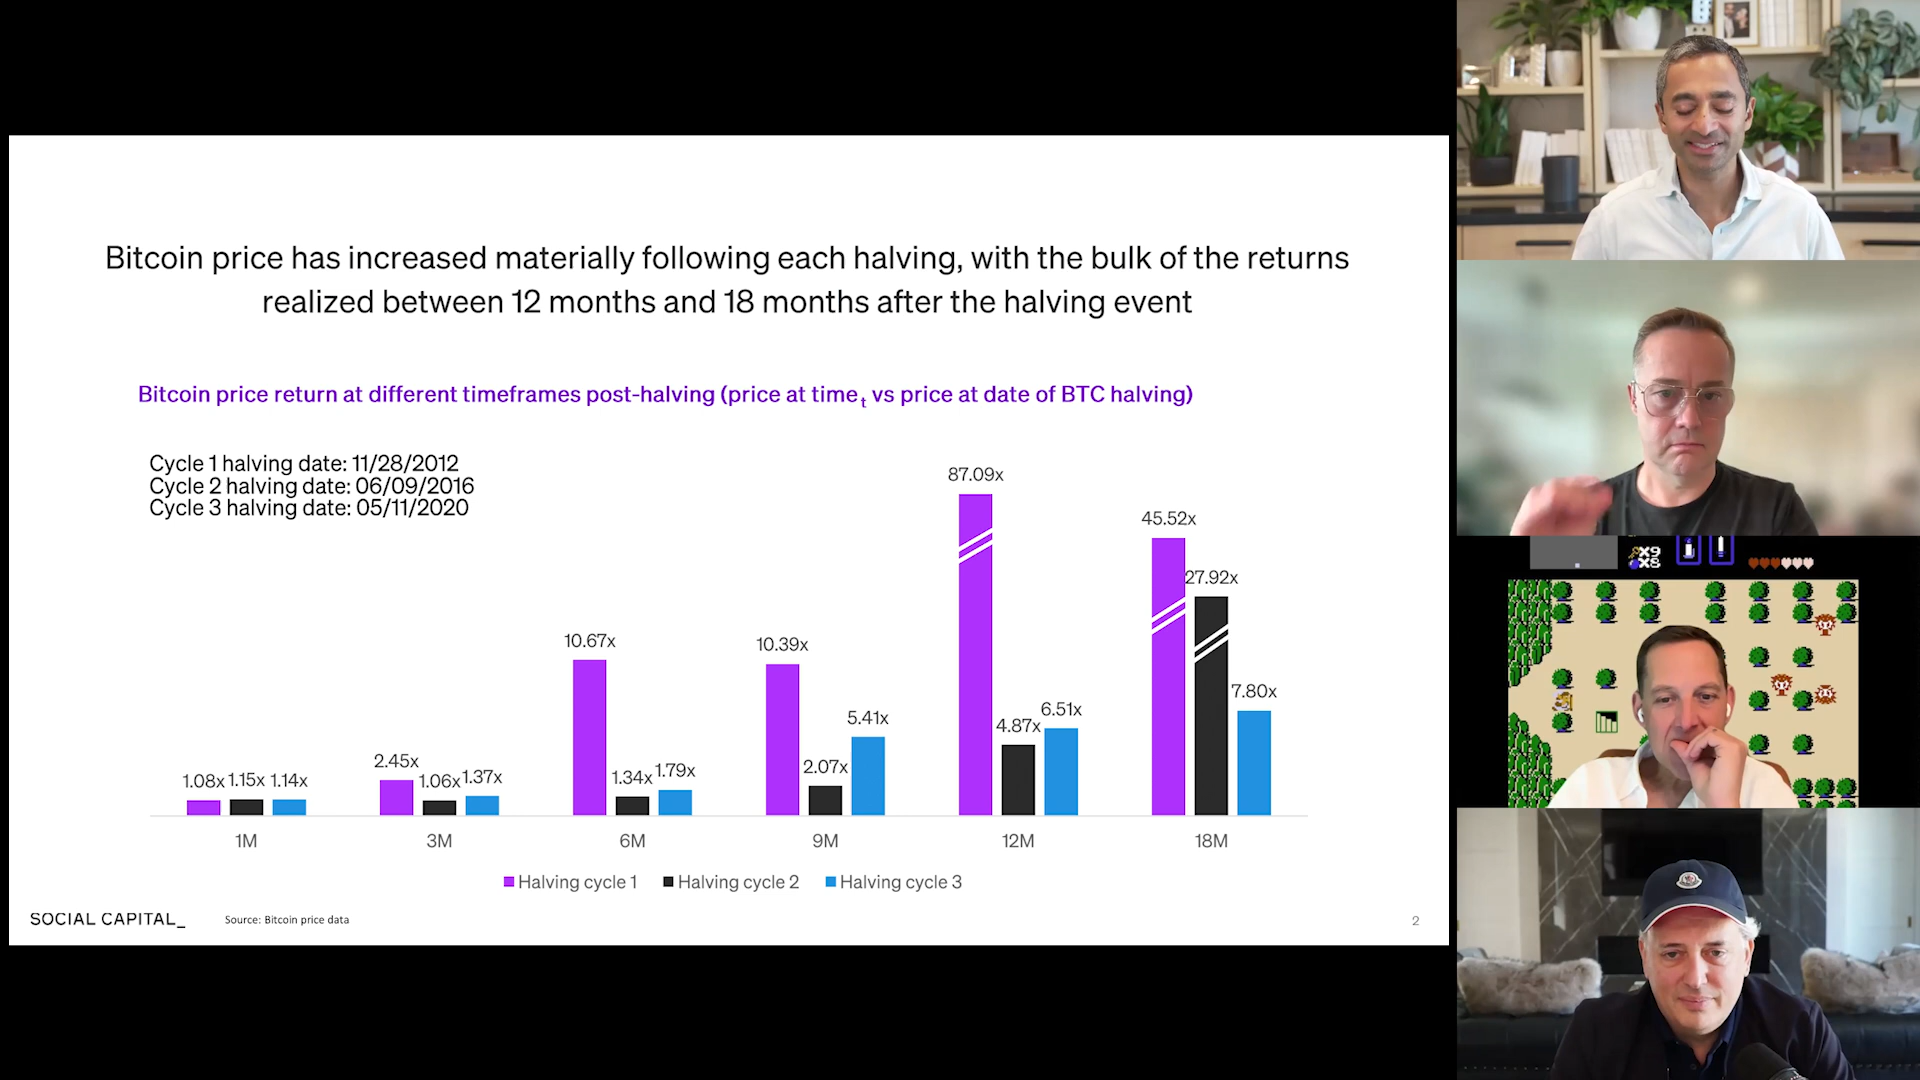 Bitcoin price has increased materially following each halving, with the bulk of the returns
realized between 12 months and 18 months after the halving event
Bitcoin price return at different timeframes post-halving (price at time t vs price at date of BTC halving)
Cycle 1 halving date: 11/28/2012
Cycle 2 halving date: 06/09/2016
Cycle 3 halving date: 05/11/2020
1.08x 1.15x 1.14x
2.45x 1.06x 1.37x
10.67x 1.34x 1.79x
10.39x 2.07x 5.41x
87.09x 4.87x 6.51x
45.52x 27.92x 7.80x
1M 3M 6M 9M 12M 18M
Halving cycle 1 Halving cycle 2 Halving cycle 3
SOCIAL CAPITAL_ Source: Bitcoin price data 2
X9
X8